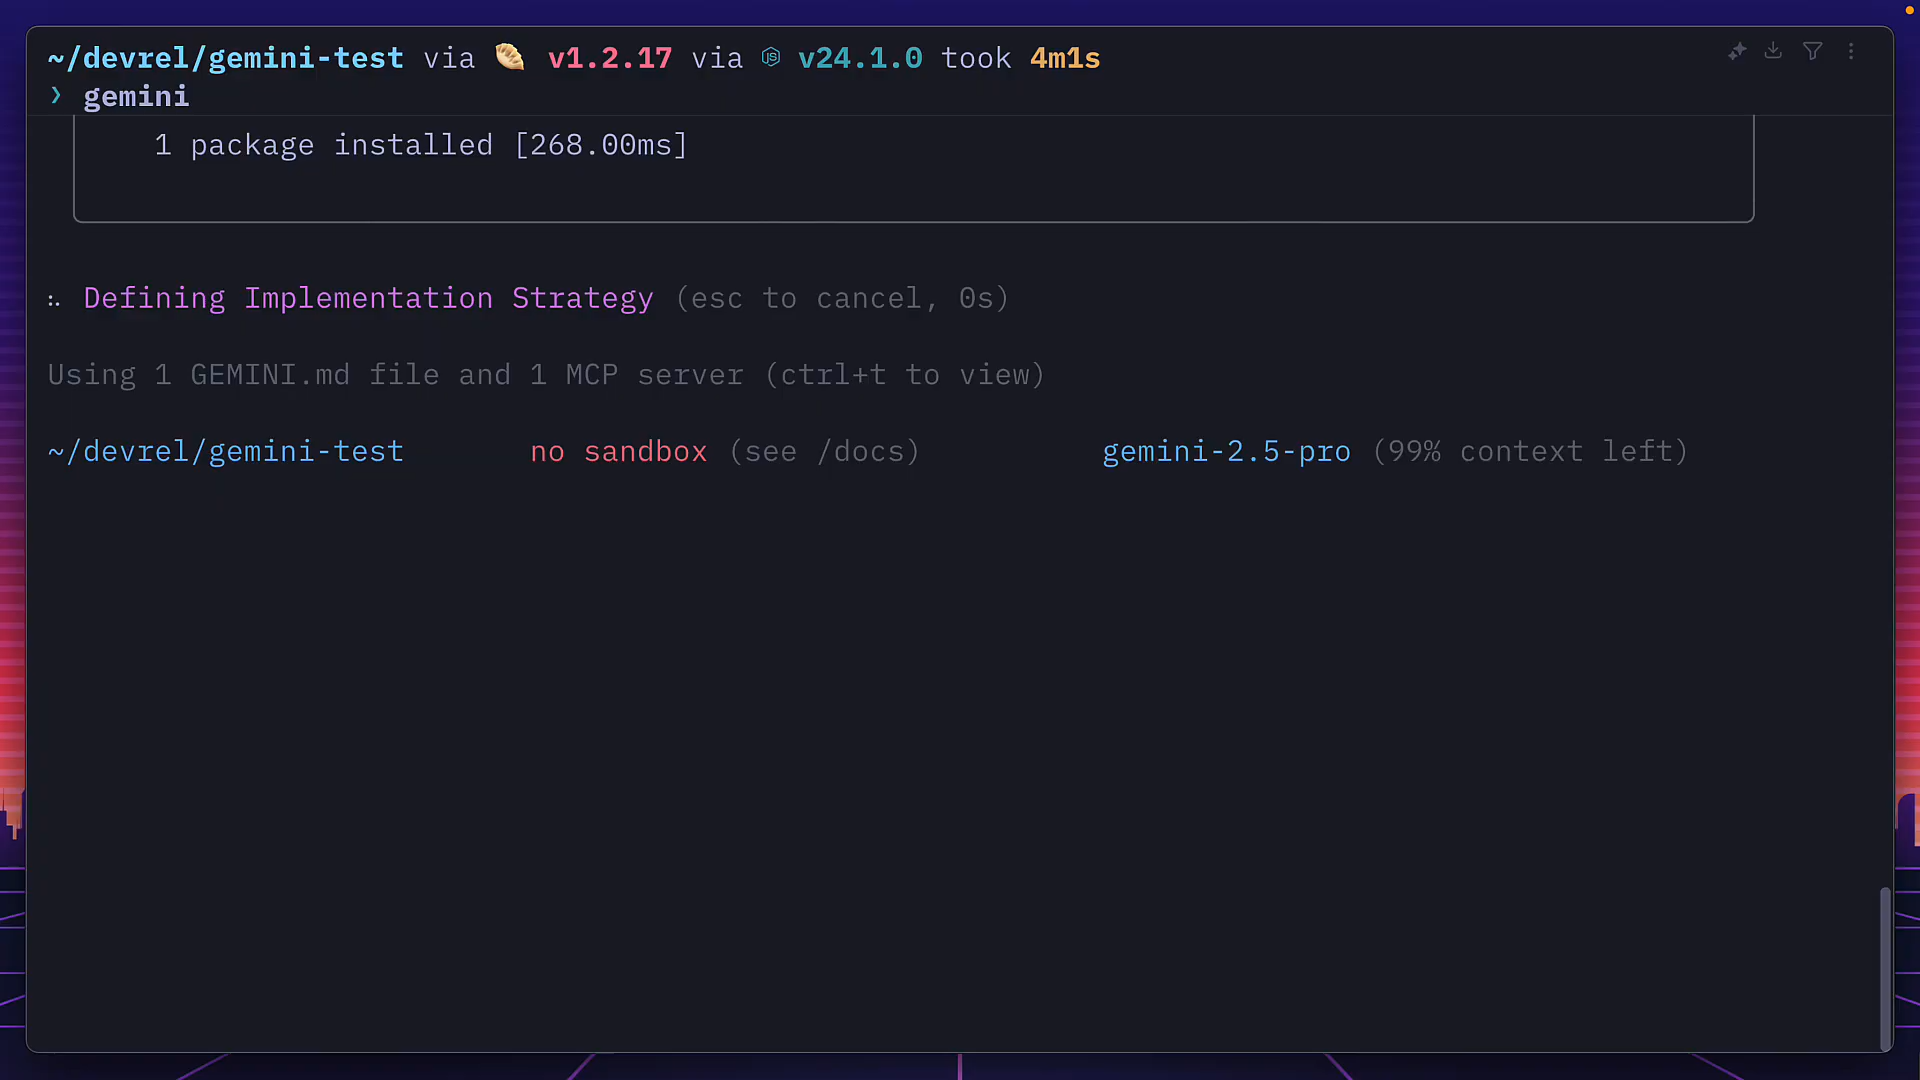 ~/devrel/gemini-test via 🥟 v1.2.17 via v24.1.0 took 4m1s
❯ gemini
1 package installed [268.00ms]
Defining Implementation Strategy (esc to cancel, 0s)
Using 1 GEMINI.md file and 1 MCP server (ctrl+t to view)
~/devrel/gemini-test no sandbox (see /docs) gemini-2.5-pro (99% context left)